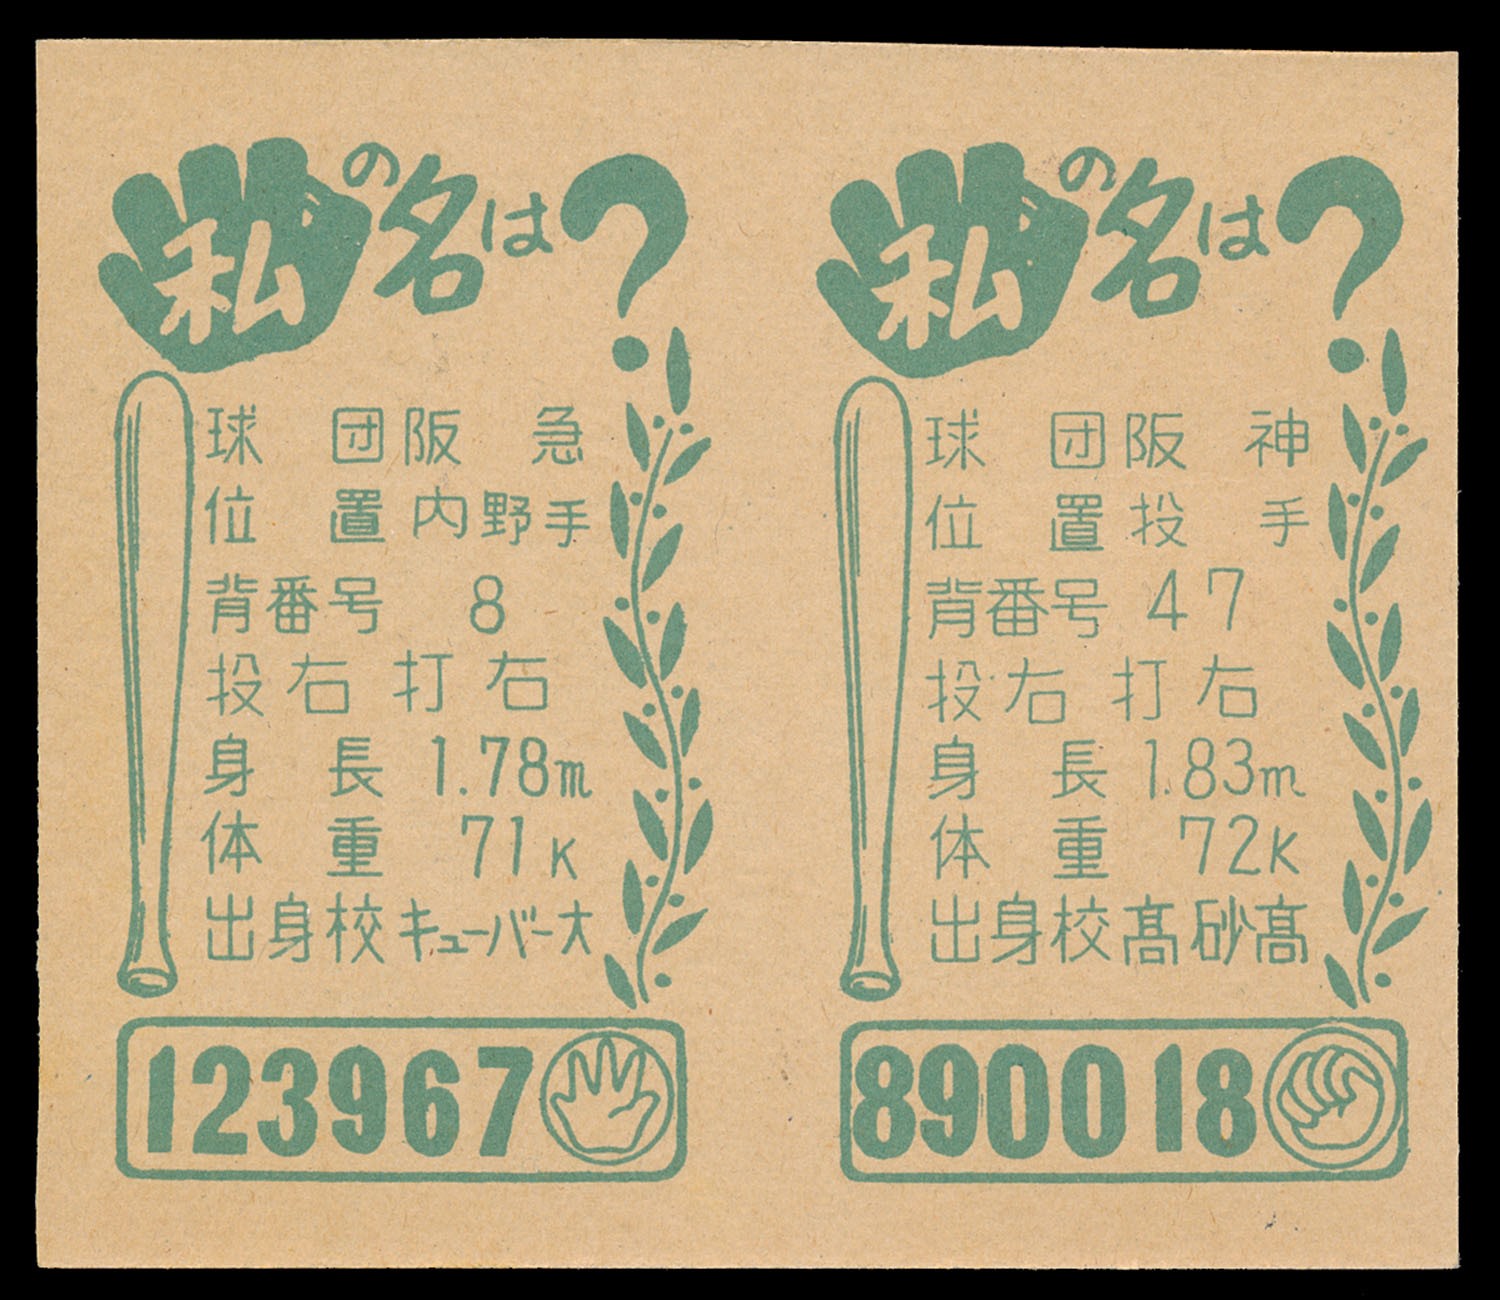 私の名は?
球団 阪急
位置 内野手
背番号 8
投右 打右
身長 1.78m
体重 71K
出身校 キューバー大
123967
私の名は?
球団 阪神
位置 投手
背番号 47
投右 打右
身長 1.83m
体重 72K
出身校 髙砂髙
890018